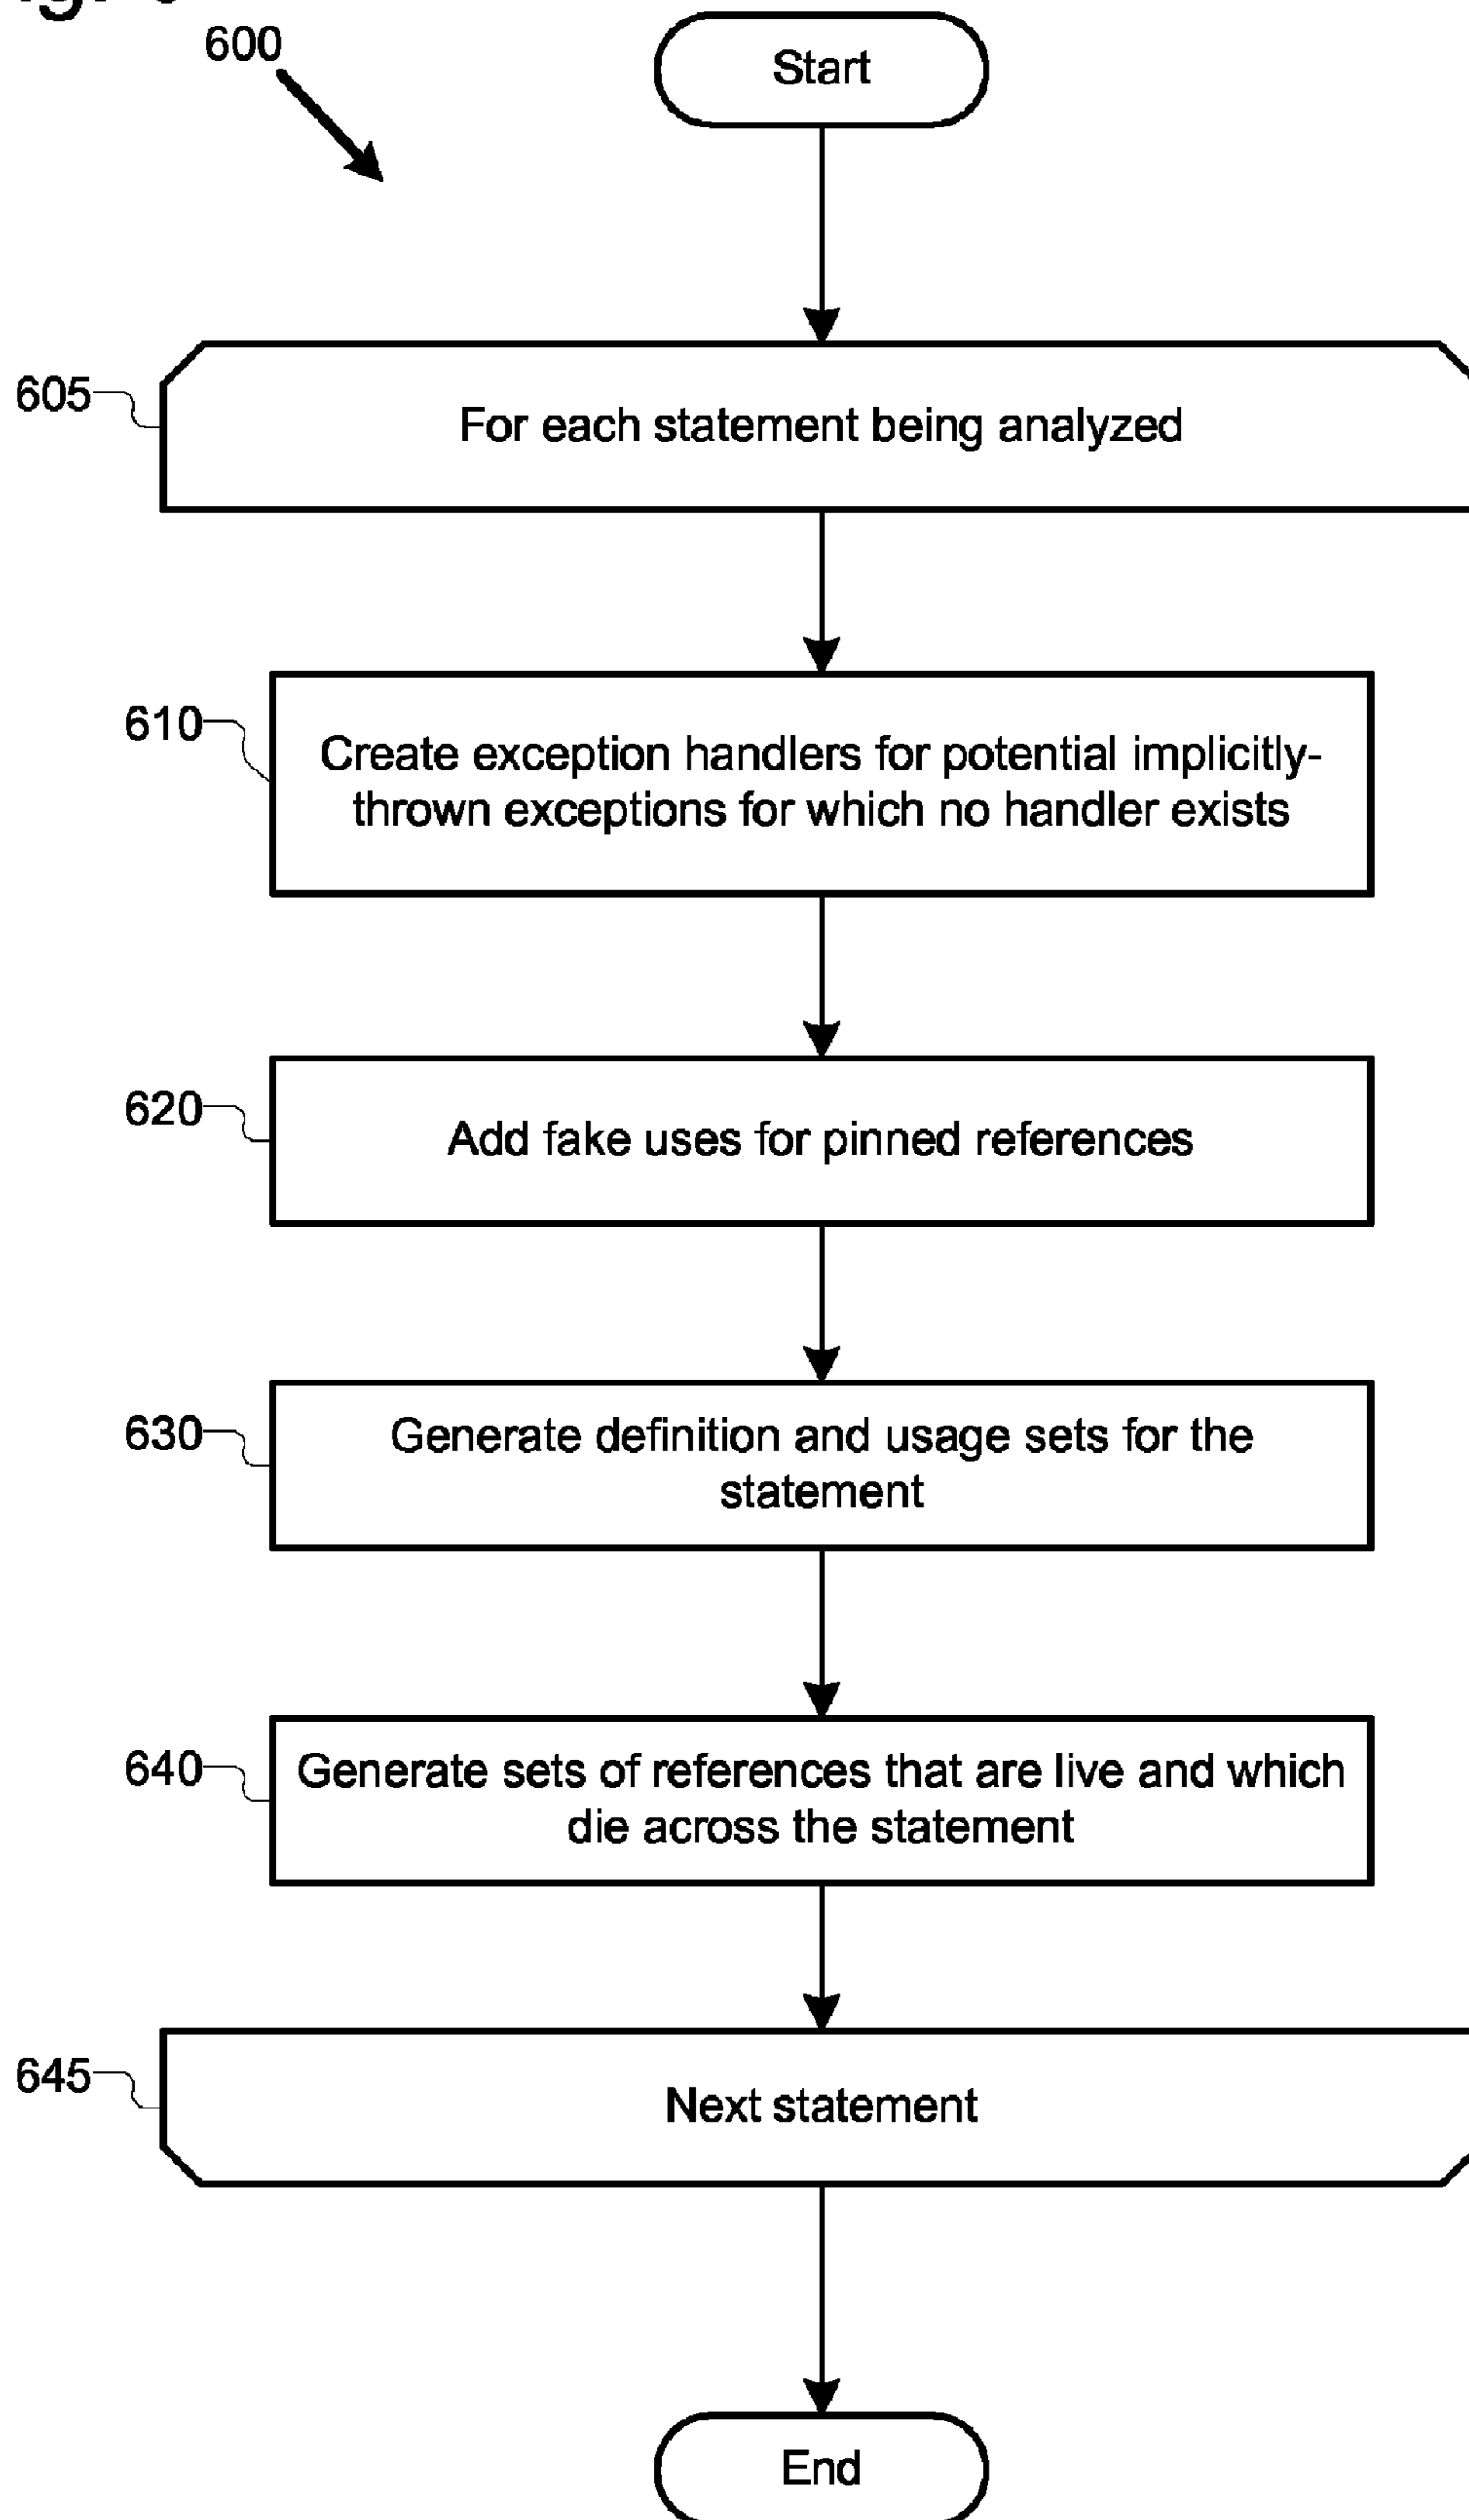 600
Start
605
For each statement being analyzed
610
Create exception handlers for potential implicitly-
thrown exceptions for which no handler exists
620
Add fake uses for pinned references
630
Generate definition and usage sets for the
statement
640
Generate sets of references that are live and which
die across the statement
645
Next statement
End